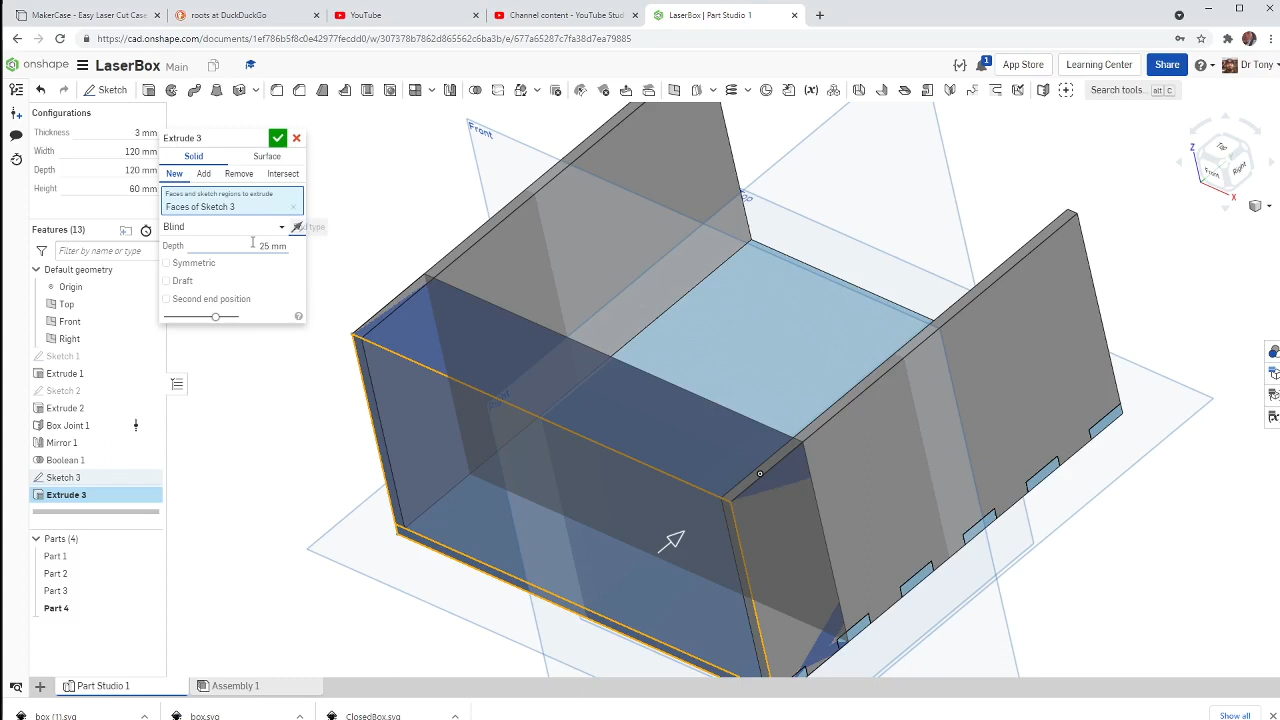 MakerCase - Easy Laser Cut Case
roots at DuckDuckGo
YouTube
Channel content - YouTube Stud
LaserBox | Part Studio 1
https://cad.onshape.com/documents/1ef786b5f8c0e42977fecdd0/w/307378b7862d865562c6ba3b/e/677a65287c7fa38d7ea79885
onshape
LaserBox Main
1
App Store
Learning Center
Share
Dr Tony
Sketch
Search tools...
alt C
Configurations
Thickness 3 mm
Width 120 mm
Depth 120 mm
Height 60 mm
Features (13)
Filter by name or type
Default geometry
Origin
Top
Front
Right
Sketch 1
Extrude 1
Sketch 2
Extrude 2
Box Joint 1
Mirror 1
Boolean 1
Sketch 3
Extrude 3
Parts (4)
Part 1
Part 2
Part 3
Part 4
Extrude 3
Solid
Surface
New
Add
Remove
Intersect
Faces and sketch regions to extrude
Faces of Sketch 3
Blind
Depth 25 mm
Symmetric
Draft
Second end position
Front
Top
Right
Z
Top
Front
Right
X
Part Studio 1
Assembly 1
box (1).svg
box.svg
ClosedBox.svg
Show all